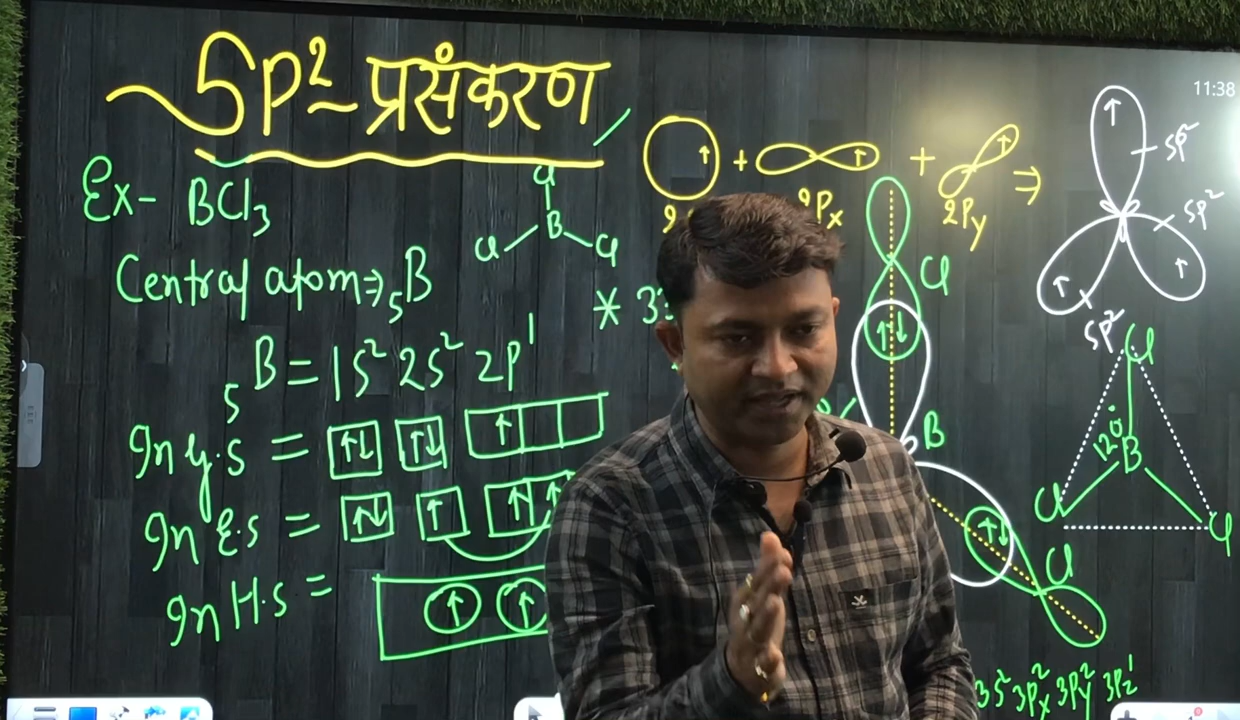 SP² - प्रसंकरण
11:38
Ex- BCl₃
Cl
B
Cl Cl
+ + ⇒
2Px 2Py
sp²
sp²
sp²
Central atom ⇒ ₅B
Cl
₅B = 1s² 2s² 2p¹
In g.s = ↑↓ ↑↓ ↑
In E.s = ↑↓ ↑
In H.s = ↑ ↑
↑↓
B
↑↓
Cl
Cl
120°
B
Cl Cl
3s² 3Px² 3Py² 3Pz¹